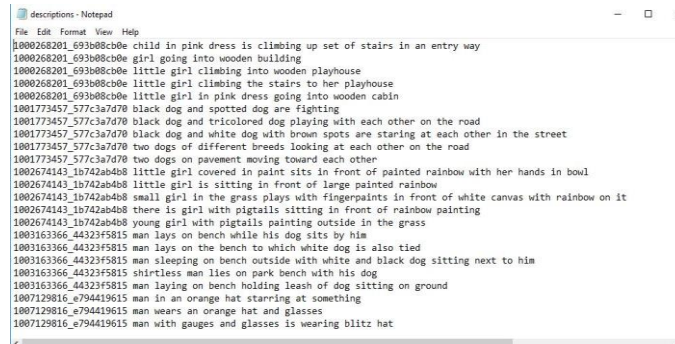 descriptions - Notepad
File Edit Format View Help
1000268201_693b08cb0e child in pink dress is climbing up set of stairs in an entry way
1000268201_693b08cb0e girl going into wooden building
1000268201_693b08cb0e little girl climbing into wooden playhouse
1000268201_693b08cb0e little girl climbing the stairs to her playhouse
1000268201_693b08cb0e little girl in pink dress going into wooden cabin
1001773457_577c3a7d70 black dog and spotted dog are fighting
1001773457_577c3a7d70 black dog and tricolored dog playing with each other on the road
1001773457_577c3a7d70 black dog and white dog with brown spots are staring at each other in the street
1001773457_577c3a7d70 two dogs of different breeds looking at each other on the road
1001773457_577c3a7d70 two dogs on pavement moving toward each other
1002674143_1b742ab4b8 little girl covered in paint sits in front of painted rainbow with her hands in bowl
1002674143_1b742ab4b8 little girl is sitting in front of large painted rainbow
1002674143_1b742ab4b8 small girl in the grass plays with fingerpaints in front of white canvas with rainbow on it
1002674143_1b742ab4b8 there is girl with pigtails sitting in front of rainbow painting
1002674143_1b742ab4b8 young girl with pigtails painting outside in the grass
1003163366_44323f5815 man lays on bench while his dog sits by him
1003163366_44323f5815 man lays on the bench to which white dog is also tied
1003163366_44323f5815 man sleeping on bench outside with white and black dog sitting next to him
1003163366_44323f5815 shirtless man lies on park bench with his dog
1003163366_44323f5815 man laying on bench holding leash of dog sitting on ground
1007129816_e794419615 man in an orange hat starring at something
1007129816_e794419615 man wears an orange hat and glasses
1007129816_e794419615 man with gauges and glasses is wearing blitz hat